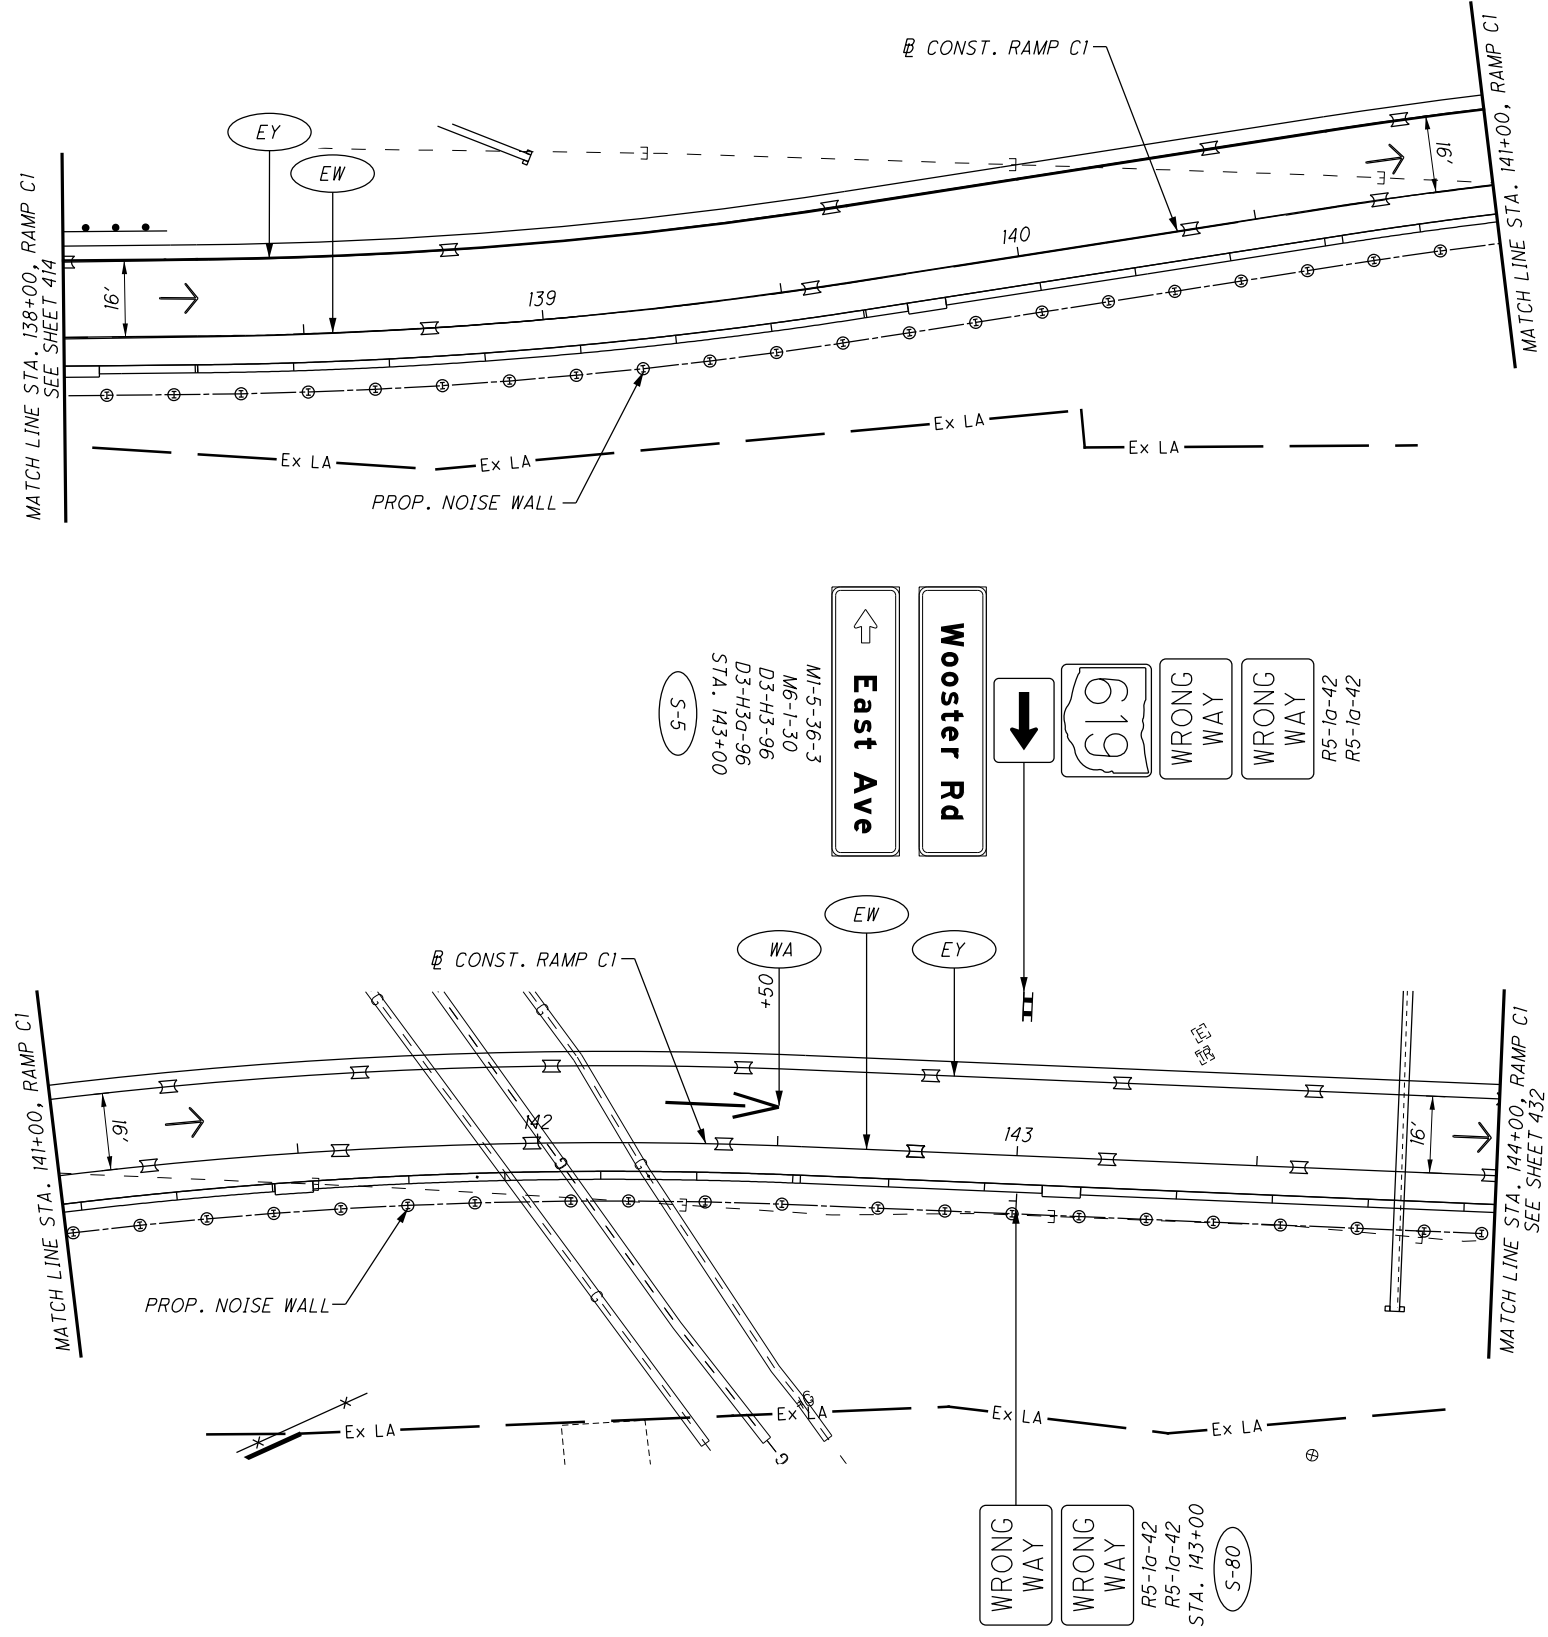 ℄ CONST. RAMP C1
EY
EW
MATCH LINE STA. 138+00, RAMP C1
SEE SHEET 414
16'
139
140
16'
MATCH LINE STA. 141+00, RAMP C1
Ex LA
Ex LA
Ex LA
Ex LA
PROP. NOISE WALL
S-5
STA. 143+00
D3-H3a-96
D3-H3-96
M6-1-30
M1-5-36-3
East Ave
Wooster Rd
619
WRONG
WAY
WRONG
WAY
R5-1a-42
R5-1a-42
℄ CONST. RAMP C1
WA
+50
EW
EY
MATCH LINE STA. 141+00, RAMP C1
16'
142
143
16'
G
G
G
G
G
G
G
E
TR
MATCH LINE STA. 144+00, RAMP C1
SEE SHEET 432
PROP. NOISE WALL
Ex LA
Ex LA
Ex LA
Ex LA
WRONG
WAY
WRONG
WAY
R5-1a-42
R5-1a-42
STA. 143+00
S-80